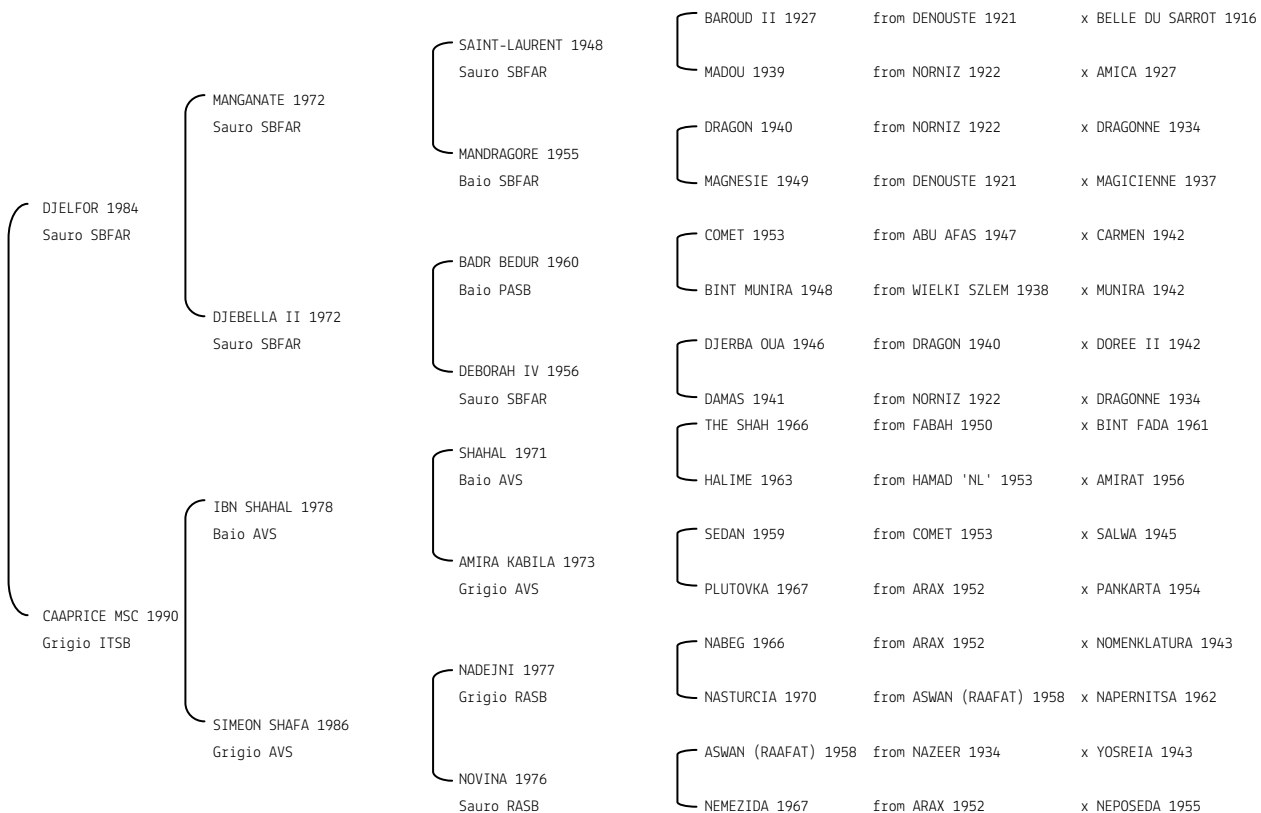 BAROUD II 1927 from DENOUSTE 1921 x BELLE DU SARROT 1916
SAINT-LAURENT 1948
Sauro SBFAR MADOU 1939 from NORNIZ 1922 x AMICA 1927
MANGANATE 1972
Sauro SBFAR DRAGON 1940 from NORNIZ 1922 x DRAGONNE 1934
MANDRAGORE 1955
Baio SBFAR MAGNESIE 1949 from DENOUSTE 1921 x MAGICIENNE 1937
DJELFOR 1984
Sauro SBFAR COMET 1953 from ABU AFAS 1947 x CARMEN 1942
BADR BEDUR 1960
Baio PASB BINT MUNIRA 1948 from WIELKI SZLEM 1938 x MUNIRA 1942
DJEBELLA II 1972
Sauro SBFAR DJERBA OUA 1946 from DRAGON 1940 x DOREE II 1942
DEBORAH IV 1956
Sauro SBFAR DAMAS 1941 from NORNIZ 1922 x DRAGONNE 1934
THE SHAH 1966 from FABAH 1950 x BINT FADA 1961
SHAHAL 1971
Baio AVS HALIME 1963 from HAMAD 'NL' 1953 x AMIRAT 1956
IBN SHAHAL 1978
Baio AVS SEDAN 1959 from COMET 1953 x SALWA 1945
AMIRA KABILA 1973
Grigio AVS PLUTOVKA 1967 from ARAX 1952 x PANKARTA 1954
CAAPRICE MSC 1990
Grigio ITSB NABEG 1966 from ARAX 1952 x NOMENKLATURA 1943
NADEJNI 1977
Grigio RASB NASTURCIA 1970 from ASWAN (RAAFAT) 1958 x NAPERNITSA 1962
SIMEON SHAFA 1986
Grigio AVS ASWAN (RAAFAT) 1958 from NAZEER 1934 x YOSREIA 1943
NOVINA 1976
Sauro RASB NEMEZIDA 1967 from ARAX 1952 x NEPOSEDA 1955